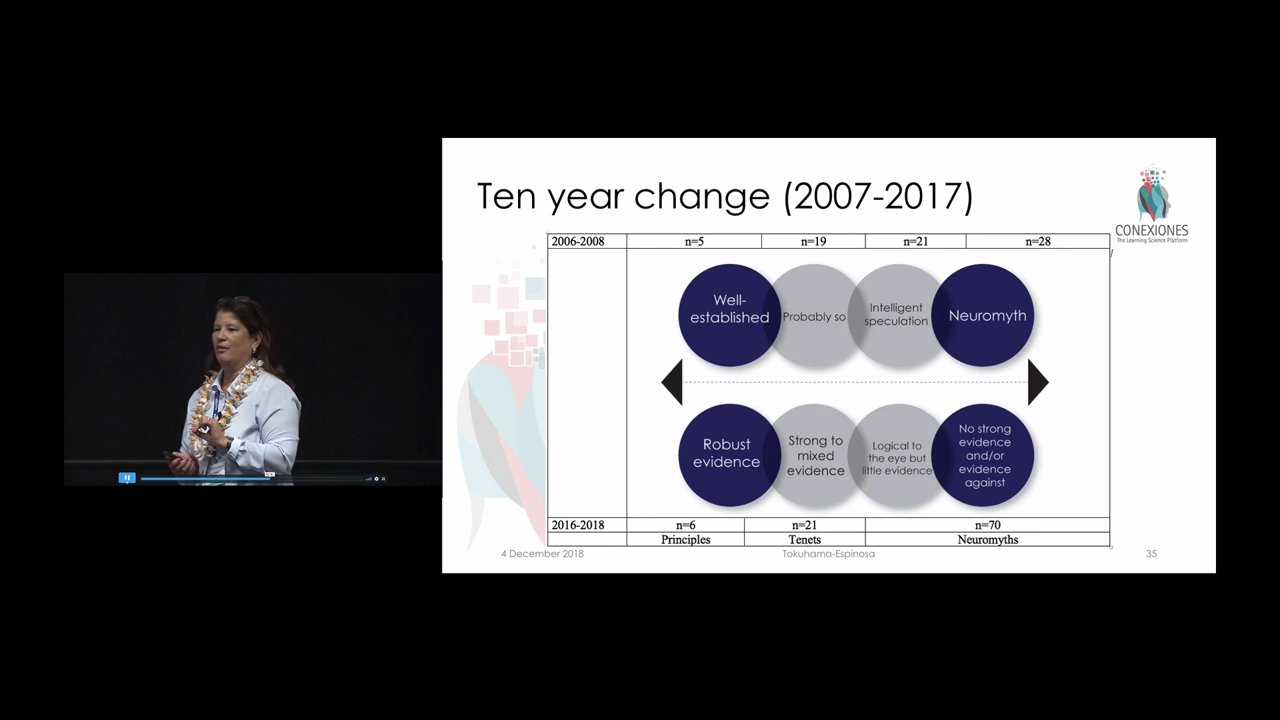 Ten year change (2007-2017)
CONEXIONES
The Learning Science Platform
2006-2008 n=5 n=19 n=21 n=28
Well-
established
Probably so
Intelligent
speculation
Neuromyth
Robust
evidence
Strong to
mixed
evidence
Logical to
the eye but
little evidence
No strong
evidence
and/or
evidence
against
2016-2018 n=6 n=21 n=70
Principles Tenets Neuromyths
4 December 2018 Tokuhama-Espinosa 35